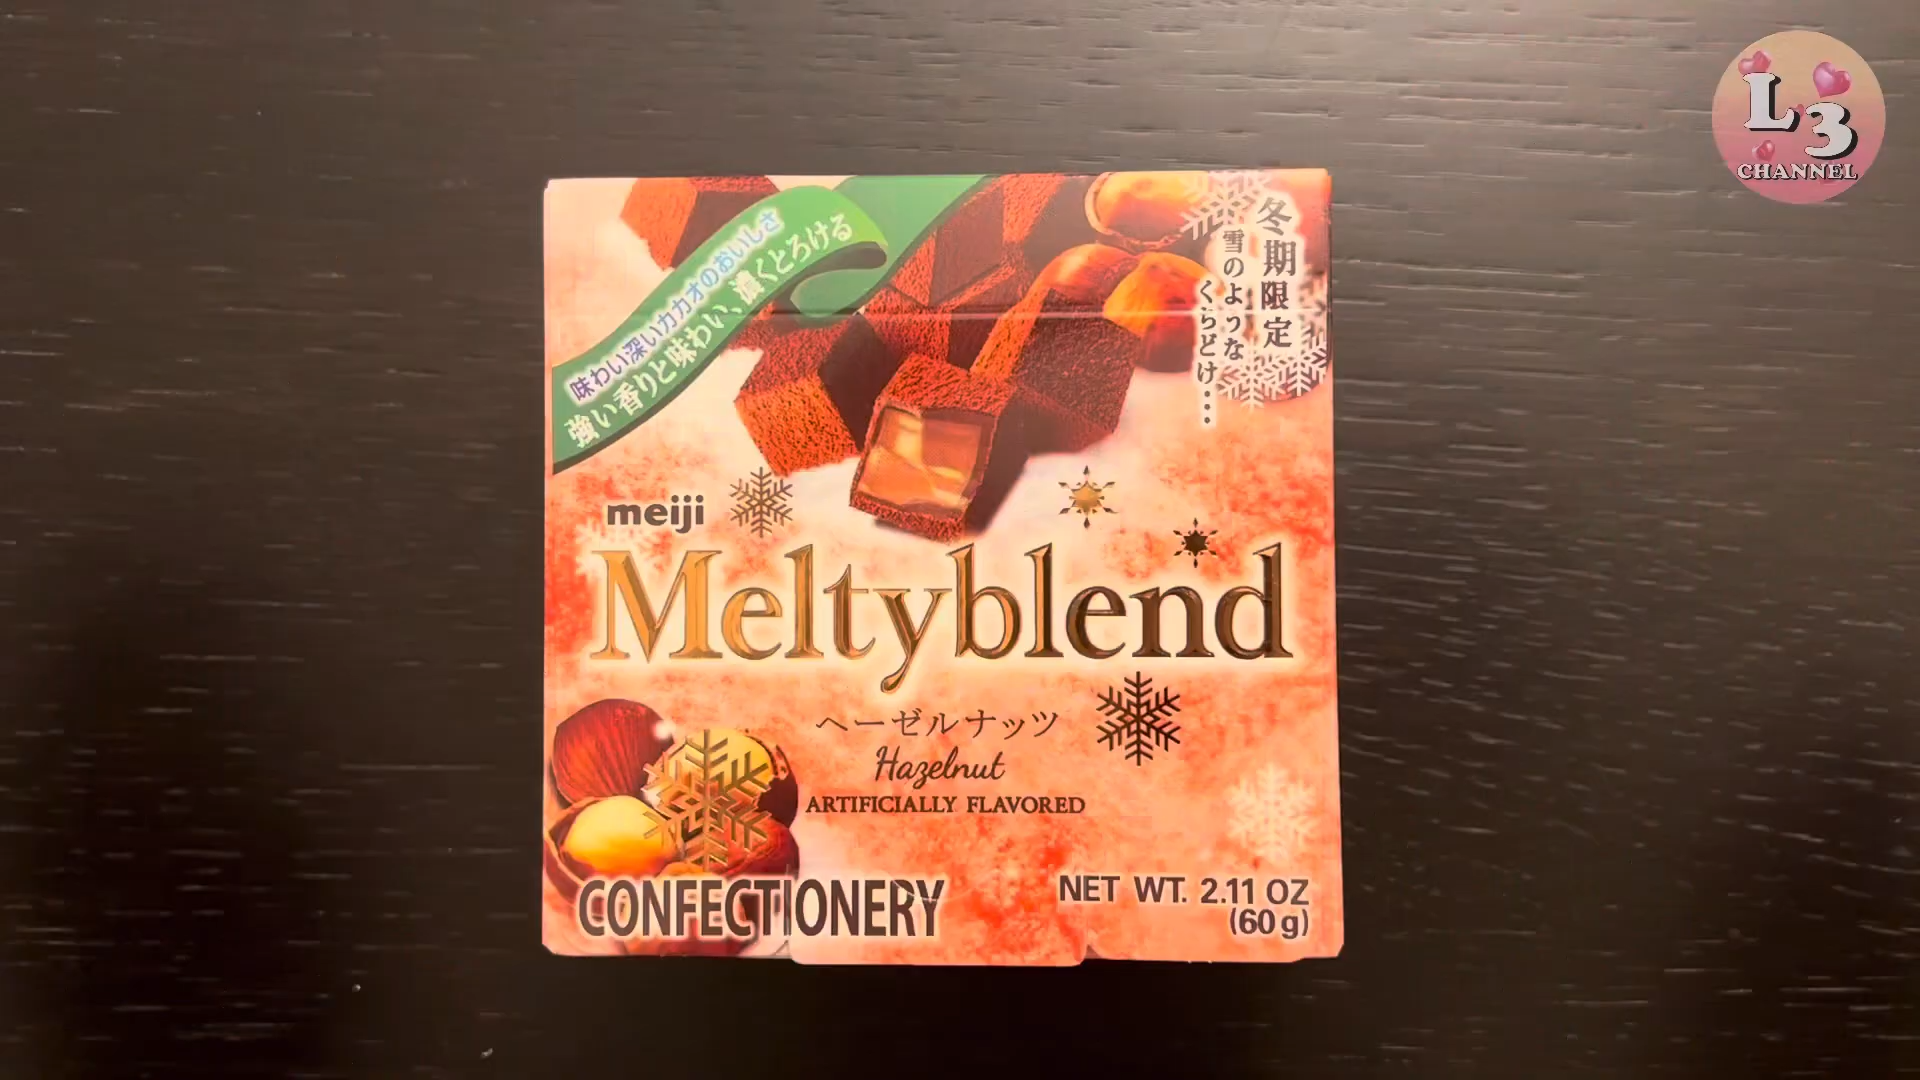 L3
CHANNEL
味わい深いカカオのおいしさ
強い香りと味わい、濃くとろける
冬期限定
雪のような
くちどけ…
meiji
Meltyblend
ヘーゼルナッツ
Hazelnut
ARTIFICIALLY FLAVORED
CONFECTIONERY
NET WT. 2.11 OZ
(60 g)